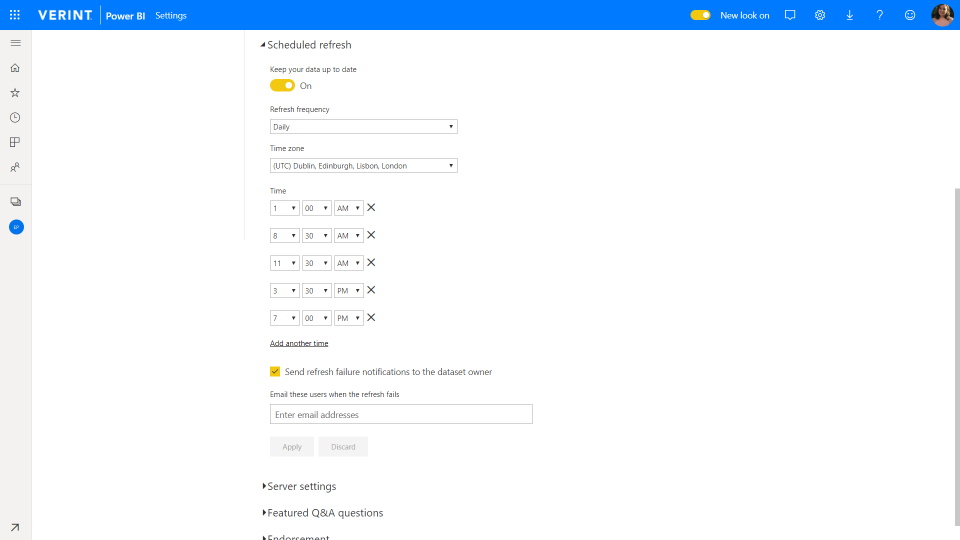 VERINT. Power BI Settings New look on
Scheduled refresh
Keep your data up to date
On
Refresh frequency
Daily
Time zone
(UTC) Dublin, Edinburgh, Lisbon, London
Time
1 00 AM
8 30 AM
11 30 AM
3 30 PM
7 00 PM
Add another time
Send refresh failure notifications to the dataset owner
Email these users when the refresh fails
Enter email addresses
Apply Discard
Server settings
Featured Q&A questions
Endorsement